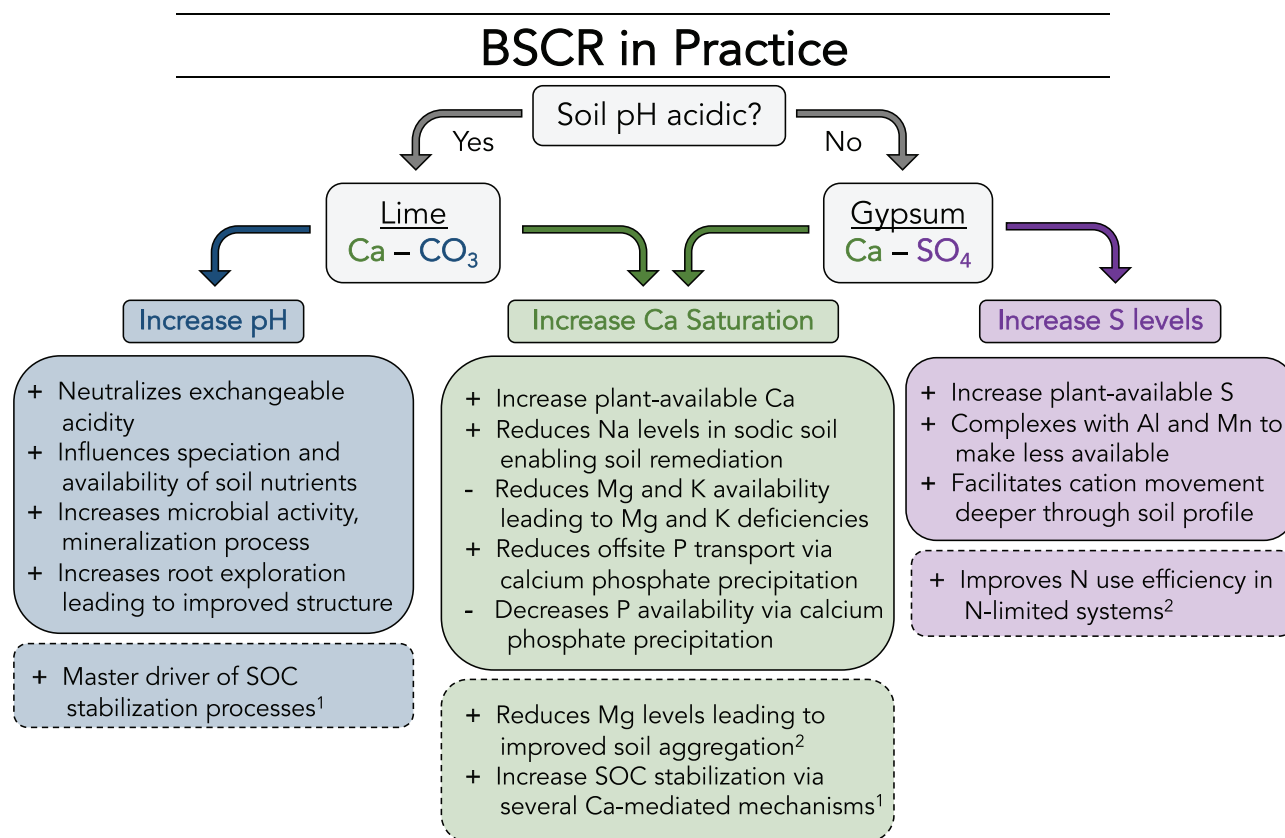 BSCR in Practice
Soil pH acidic?
Yes
No
Lime
Ca – CO₃
Gypsum
Ca – SO₄
Increase pH
Increase Ca Saturation
Increase S levels
+ Neutralizes exchangeable
acidity
+ Influences speciation and
availability of soil nutrients
+ Increases microbial activity,
mineralization process
+ Increases root exploration
leading to improved structure
+ Master driver of SOC
stabilization processes¹
+ Increase plant-available Ca
+ Reduces Na levels in sodic soil
enabling soil remediation
- Reduces Mg and K availability
leading to Mg and K deficiencies
+ Reduces offsite P transport via
calcium phosphate precipitation
- Decreases P availability via calcium
phosphate precipitation
+ Reduces Mg levels leading to
improved soil aggregation²
+ Increase SOC stabilization via
several Ca-mediated mechanisms¹
+ Increase plant-available S
+ Complexes with Al and Mn to
make less available
+ Facilitates cation movement
deeper through soil profile
+ Improves N use efficiency in
N-limited systems²